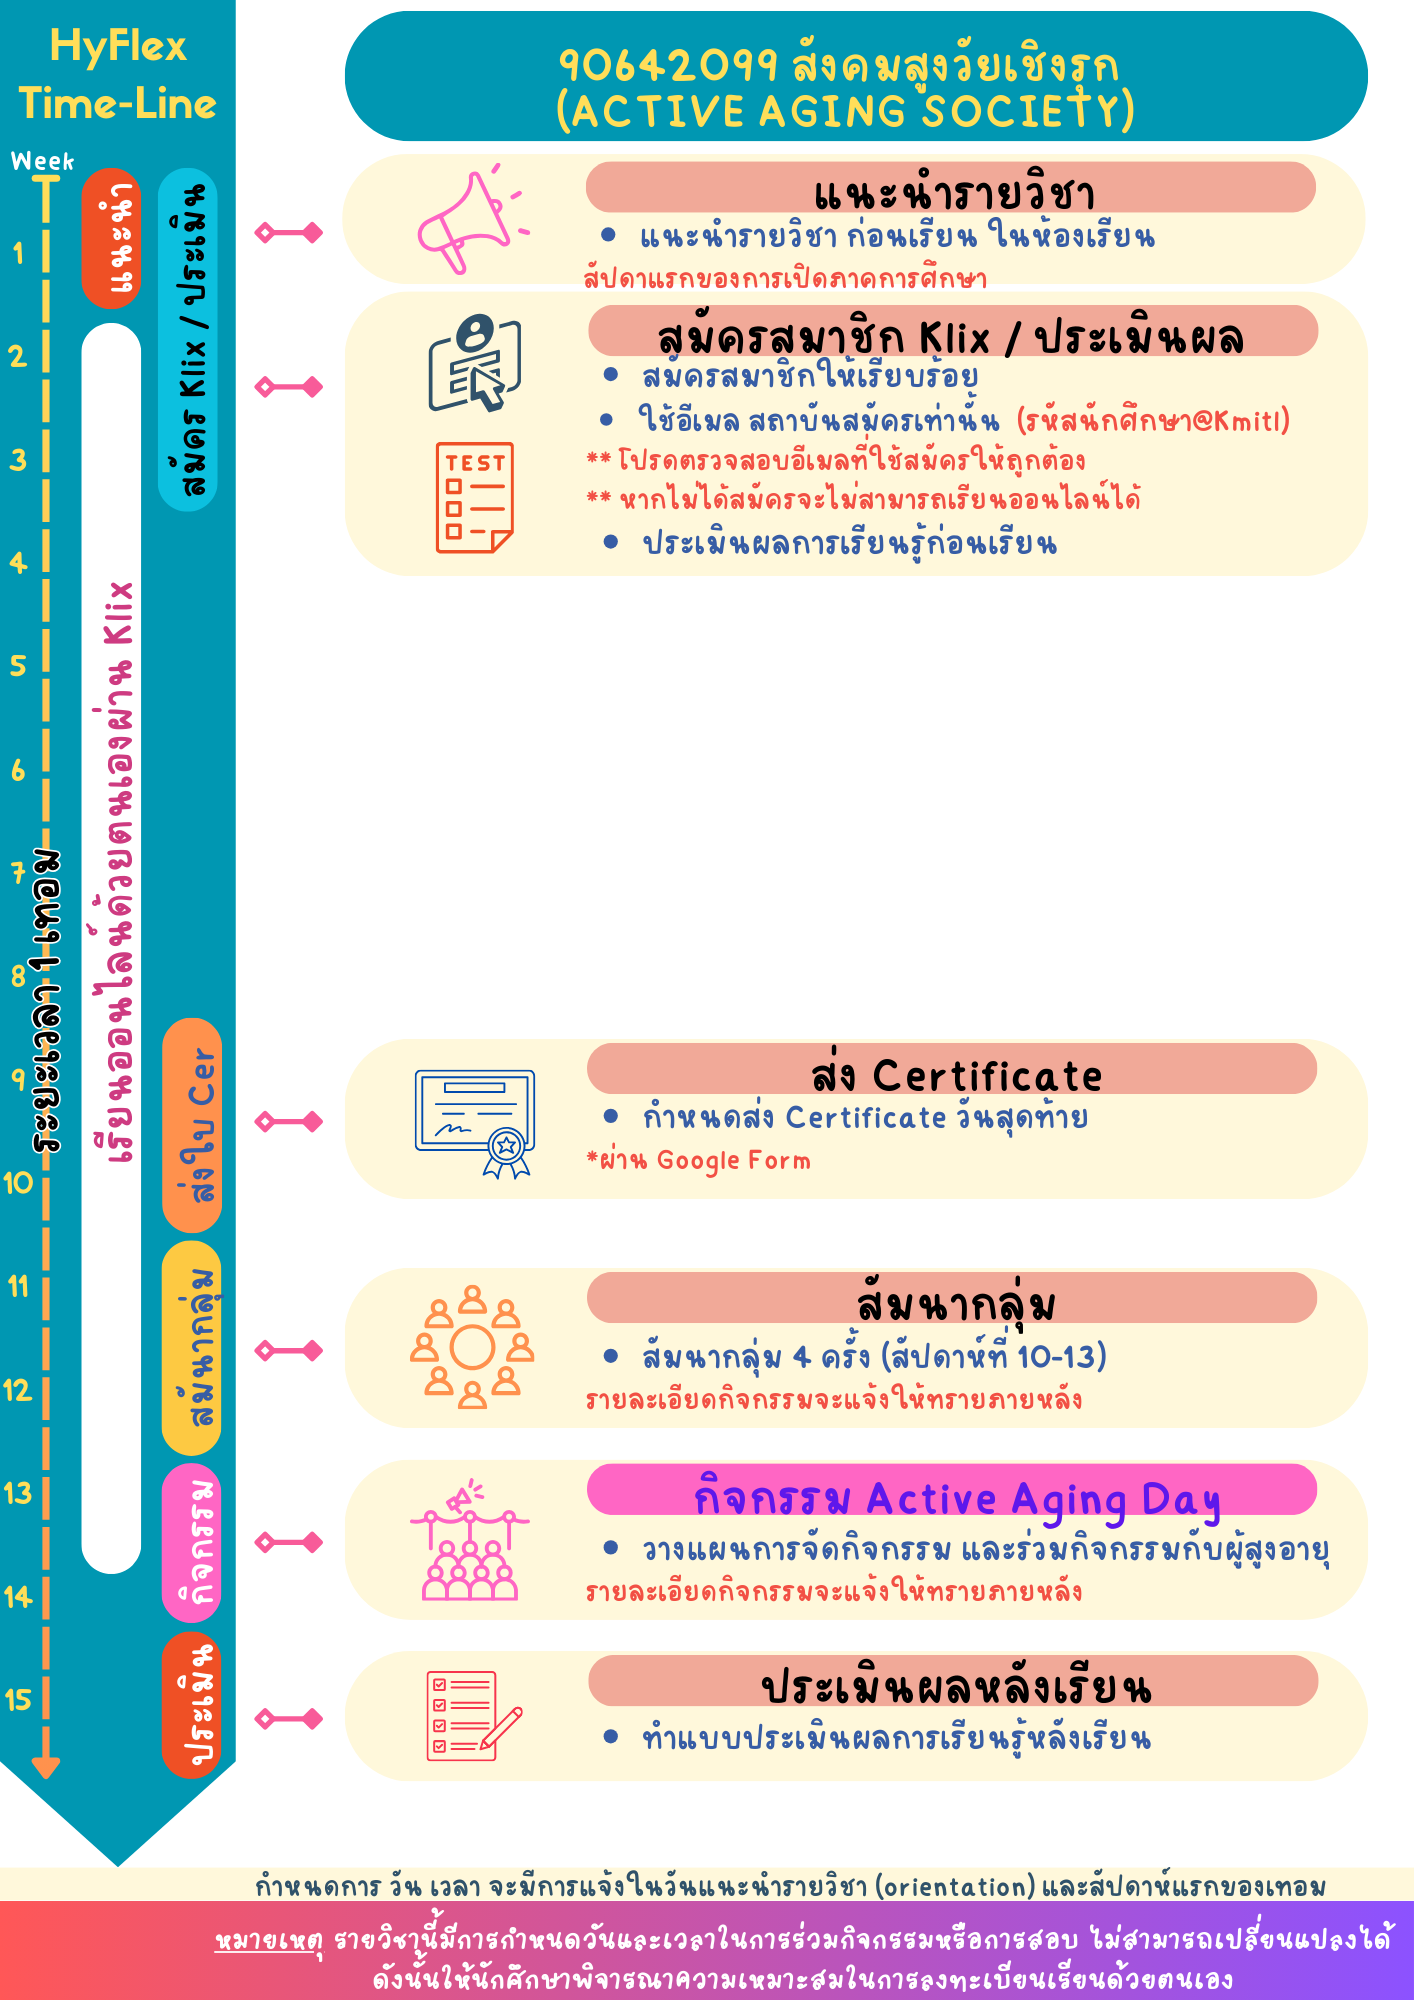 HyFlex
Time-Line
Week
1
2
3
4
5
6
7
8
9
10
11
12
13
14
15
ระยะเวลา 1 เทอม
แนะนำ
เรียนออนไลน์ด้วยตนเองผ่าน Klix
สมัคร Klix / ประเมิน
ส่งใบ Cer
สัมนากลุ่ม
กิจกรรม
ประเมิน
90642099 สังคมสูงวัยเชิงรุก
(ACTIVE AGING SOCIETY)
แนะนำรายวิชา
• แนะนำรายวิชา ก่อนเรียน ในห้องเรียน
สัปดาแรกของการเปิดภาคการศึกษา
สมัครสมาชิก Klix / ประเมินผล
• สมัครสมาชิกให้เรียบร้อย
• ใช้อีเมล สถาบันสมัครเท่านั้น (รหัสนักศึกษา@Kmitl)
** โปรดตรวจสอบอีเมลที่ใช้สมัครให้ถูกต้อง
** หากไม่ได้สมัครจะไม่สามารถเรียนออนไลน์ได้
• ประเมินผลการเรียนรู้ก่อนเรียน
TEST
ส่ง Certificate
• กำหนดส่ง Certificate วันสุดท้าย
*ผ่าน Google Form
สัมนากลุ่ม
• สัมนากลุ่ม 4 ครั้ง (สัปดาห์ที่ 10-13)
รายละเอียดกิจกรรมจะแจ้งให้ทรายภายหลัง
กิจกรรม Active Aging Day
• วางแผนการจัดกิจกรรม และร่วมกิจกรรมกับผู้สูงอายุ
รายละเอียดกิจกรรมจะแจ้งให้ทรายภายหลัง
ประเมินผลหลังเรียน
• ทำแบบประเมินผลการเรียนรู้หลังเรียน
กำหนดการ วัน เวลา จะมีการแจ้งในวันแนะนำรายวิชา (orientation) และสัปดาห์แรกของเทอม
หมายเหตุ รายวิชานี้มีการกำหนดวันและเวลาในการร่วมกิจกรรมหรือการสอบ ไม่สามารถเปลี่ยนแปลงได้
ดังนั้นให้นักศึกษาพิจารณาความเหมาะสมในการลงทะเบียนเรียนด้วยตนเอง